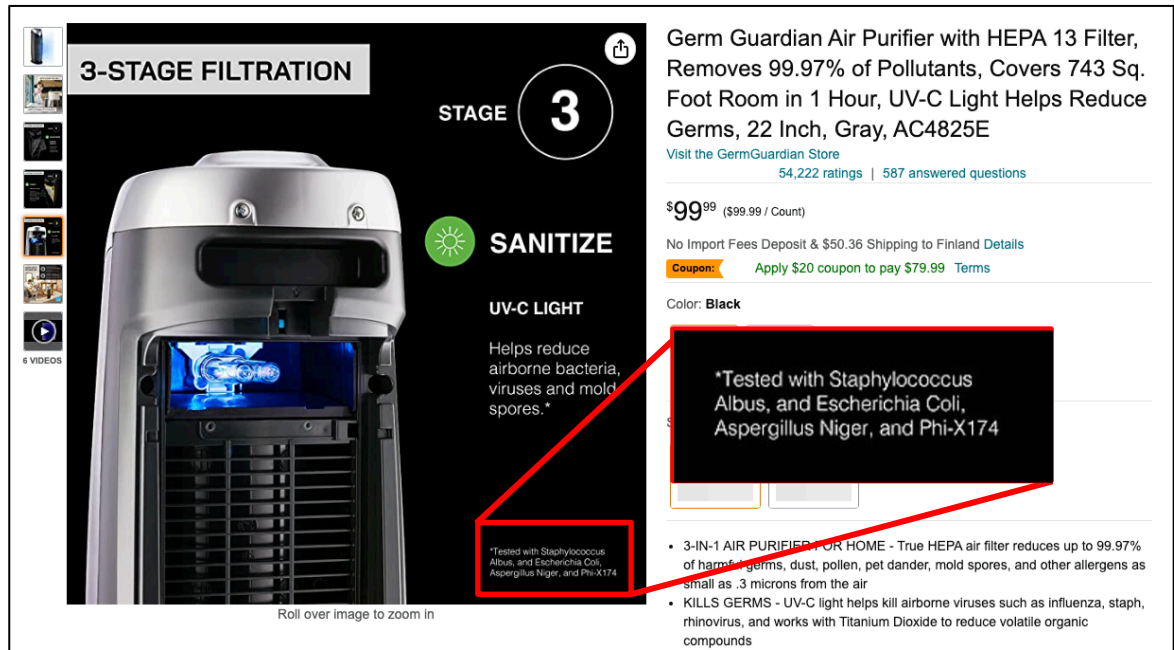 3-STAGE FILTRATION
STAGE 3
SANITIZE
UV-C LIGHT
Helps reduce
airborne bacteria,
viruses and mold
spores.*
*Tested with Staphylococcus
Albus, and Escherichia Coli,
Aspergillus Niger, and Phi-X174
6 VIDEOS
Roll over image to zoom in
Germ Guardian Air Purifier with HEPA 13 Filter,
Removes 99.97% of Pollutants, Covers 743 Sq.
Foot Room in 1 Hour, UV-C Light Helps Reduce
Germs, 22 Inch, Gray, AC4825E
Visit the GermGuardian Store
54,222 ratings | 587 answered questions
$9999 ($99.99 / Count)
No Import Fees Deposit & $50.36 Shipping to Finland Details
Coupon: Apply $20 coupon to pay $79.99 Terms
Color: Black
*Tested with Staphylococcus
Albus, and Escherichia Coli,
Aspergillus Niger, and Phi-X174
• 3-IN-1 AIR PURIFIER FOR HOME - True HEPA air filter reduces up to 99.97%
of harmful germs, dust, pollen, pet dander, mold spores, and other allergens as
small as .3 microns from the air
• KILLS GERMS - UV-C light helps kill airborne viruses such as influenza, staph,
rhinovirus, and works with Titanium Dioxide to reduce volatile organic
compounds